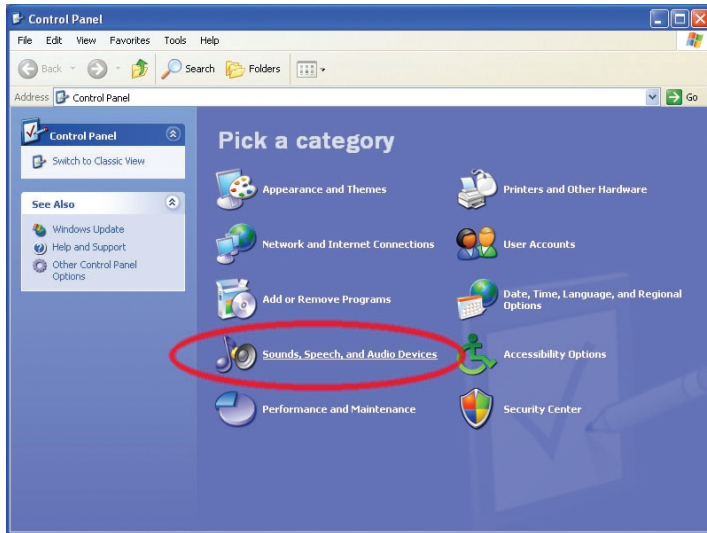 Control Panel
File Edit View Favorites Tools Help
Back Search Folders
Address Control Panel Go
Control Panel
Switch to Classic View
See Also
Windows Update
Help and Support
Other Control Panel
Options
Pick a category
Appearance and Themes
Printers and Other Hardware
Network and Internet Connections
User Accounts
Add or Remove Programs
Date, Time, Language, and Regional
Options
Sounds, Speech, and Audio Devices
Accessibility Options
Performance and Maintenance
Security Center